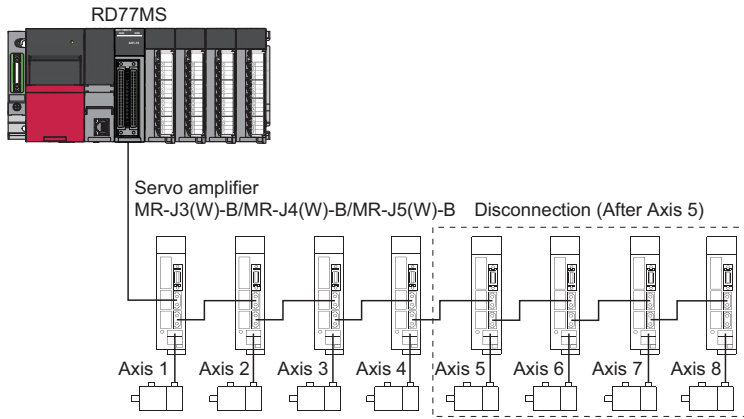 RD77MS
Servo amplifier
MR-J3(W)-B/MR-J4(W)-B/MR-J5(W)-B
Disconnection (After Axis 5)
Axis 1
Axis 2
Axis 3
Axis 4
Axis 5
Axis 6
Axis 7
Axis 8